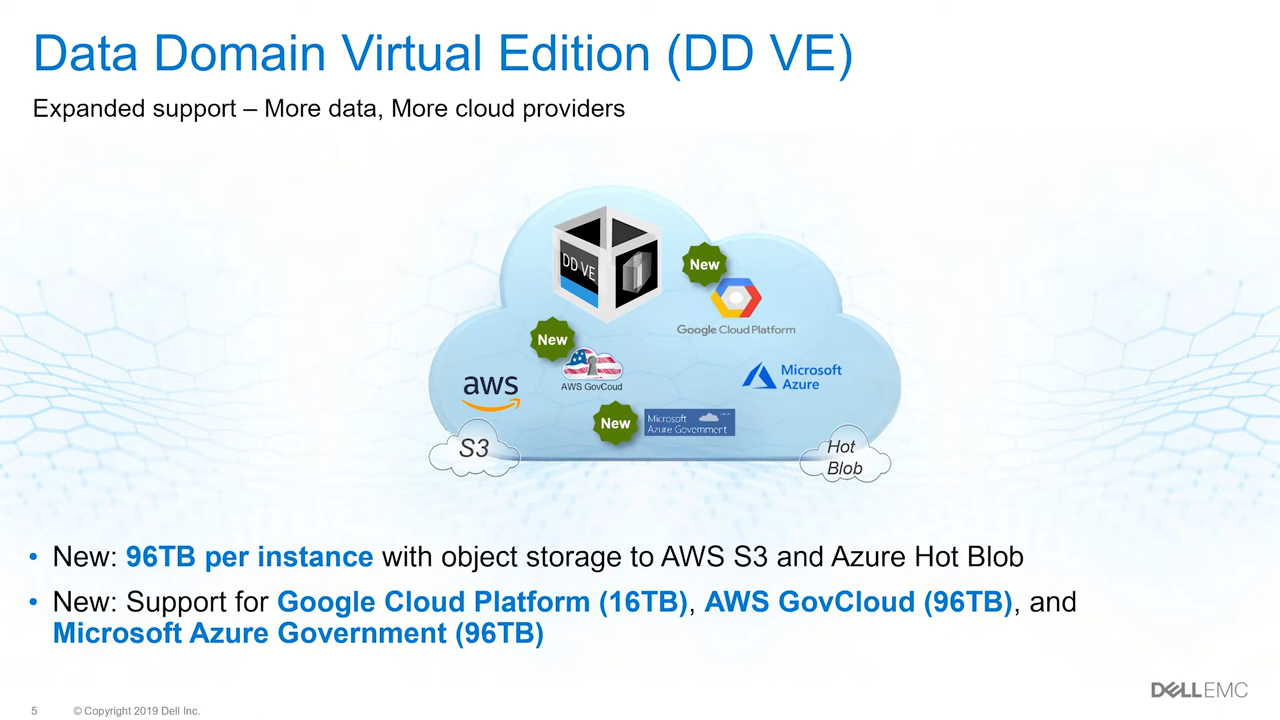 Data Domain Virtual Edition (DD VE)
Expanded support – More data, More cloud providers
DD VE
New
Google Cloud Platform
New
AWS GovCoud
aws
Microsoft
Azure
New
Microsoft
Azure Government
S3
Hot
Blob
• New: 96TB per instance with object storage to AWS S3 and Azure Hot Blob
• New: Support for Google Cloud Platform (16TB), AWS GovCloud (96TB), and
Microsoft Azure Government (96TB)
DELLEMC
5 © Copyright 2019 Dell Inc.